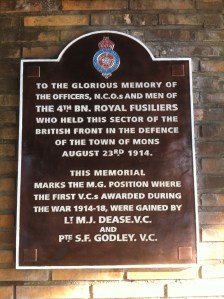 TO THE GLORIOUS MEMORY OF
THE OFFICERS, N.C.Os AND MEN OF
THE 4TH BN. ROYAL FUSILIERS
WHO HELD THIS SECTOR OF THE
BRITISH FRONT IN THE DEFENCE
OF THE TOWN OF MONS
AUGUST 23RD 1914.
THIS MEMORIAL
MARKS THE M.G. POSITION WHERE
THE FIRST V.C.s AWARDED DURING
THE WAR 1914-18, WERE GAINED BY
LT M.J. DEASE.V.C.
AND
PTE S.F. GODLEY. V.C.